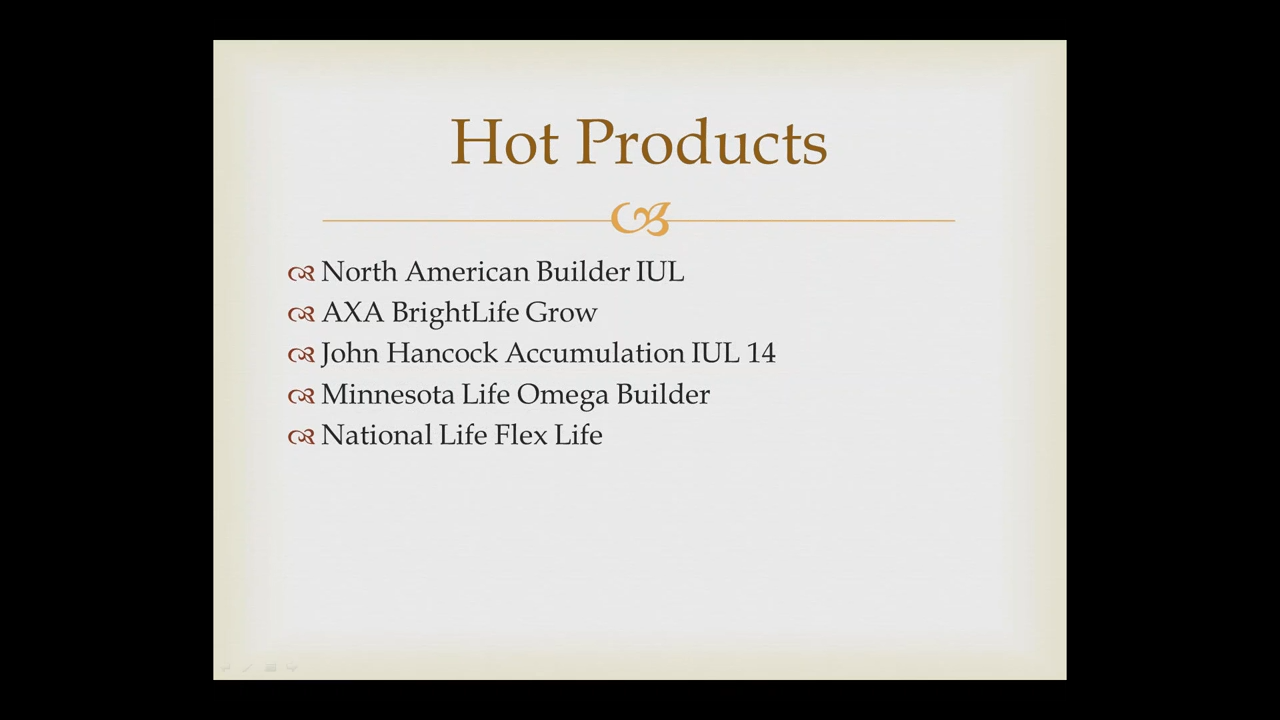 Hot Products
North American Builder IUL
AXA BrightLife Grow
John Hancock Accumulation IUL 14
Minnesota Life Omega Builder
National Life Flex Life